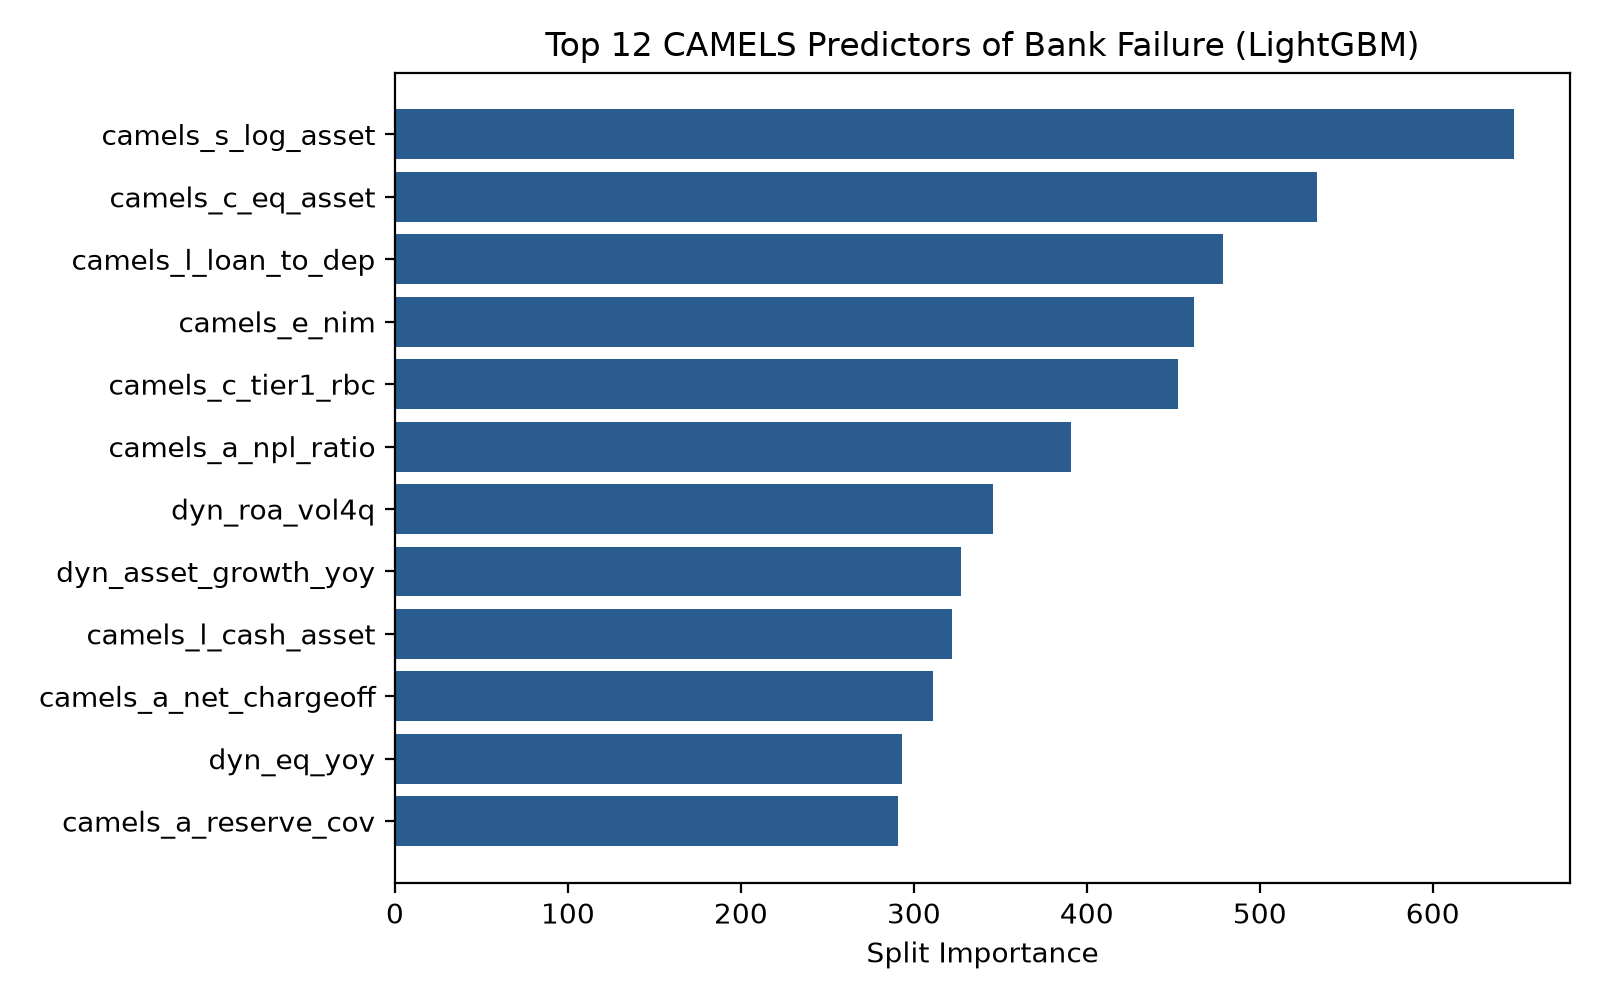 Top 12 CAMELS Predictors of Bank Failure (LightGBM)
camels_s_log_asset
camels_c_eq_asset
camels_l_loan_to_dep
camels_e_nim
camels_c_tier1_rbc
camels_a_npl_ratio
dyn_roa_vol4q
dyn_asset_growth_yoy
camels_l_cash_asset
camels_a_net_chargeoff
dyn_eq_yoy
camels_a_reserve_cov
0 100 200 300 400 500 600
Split Importance